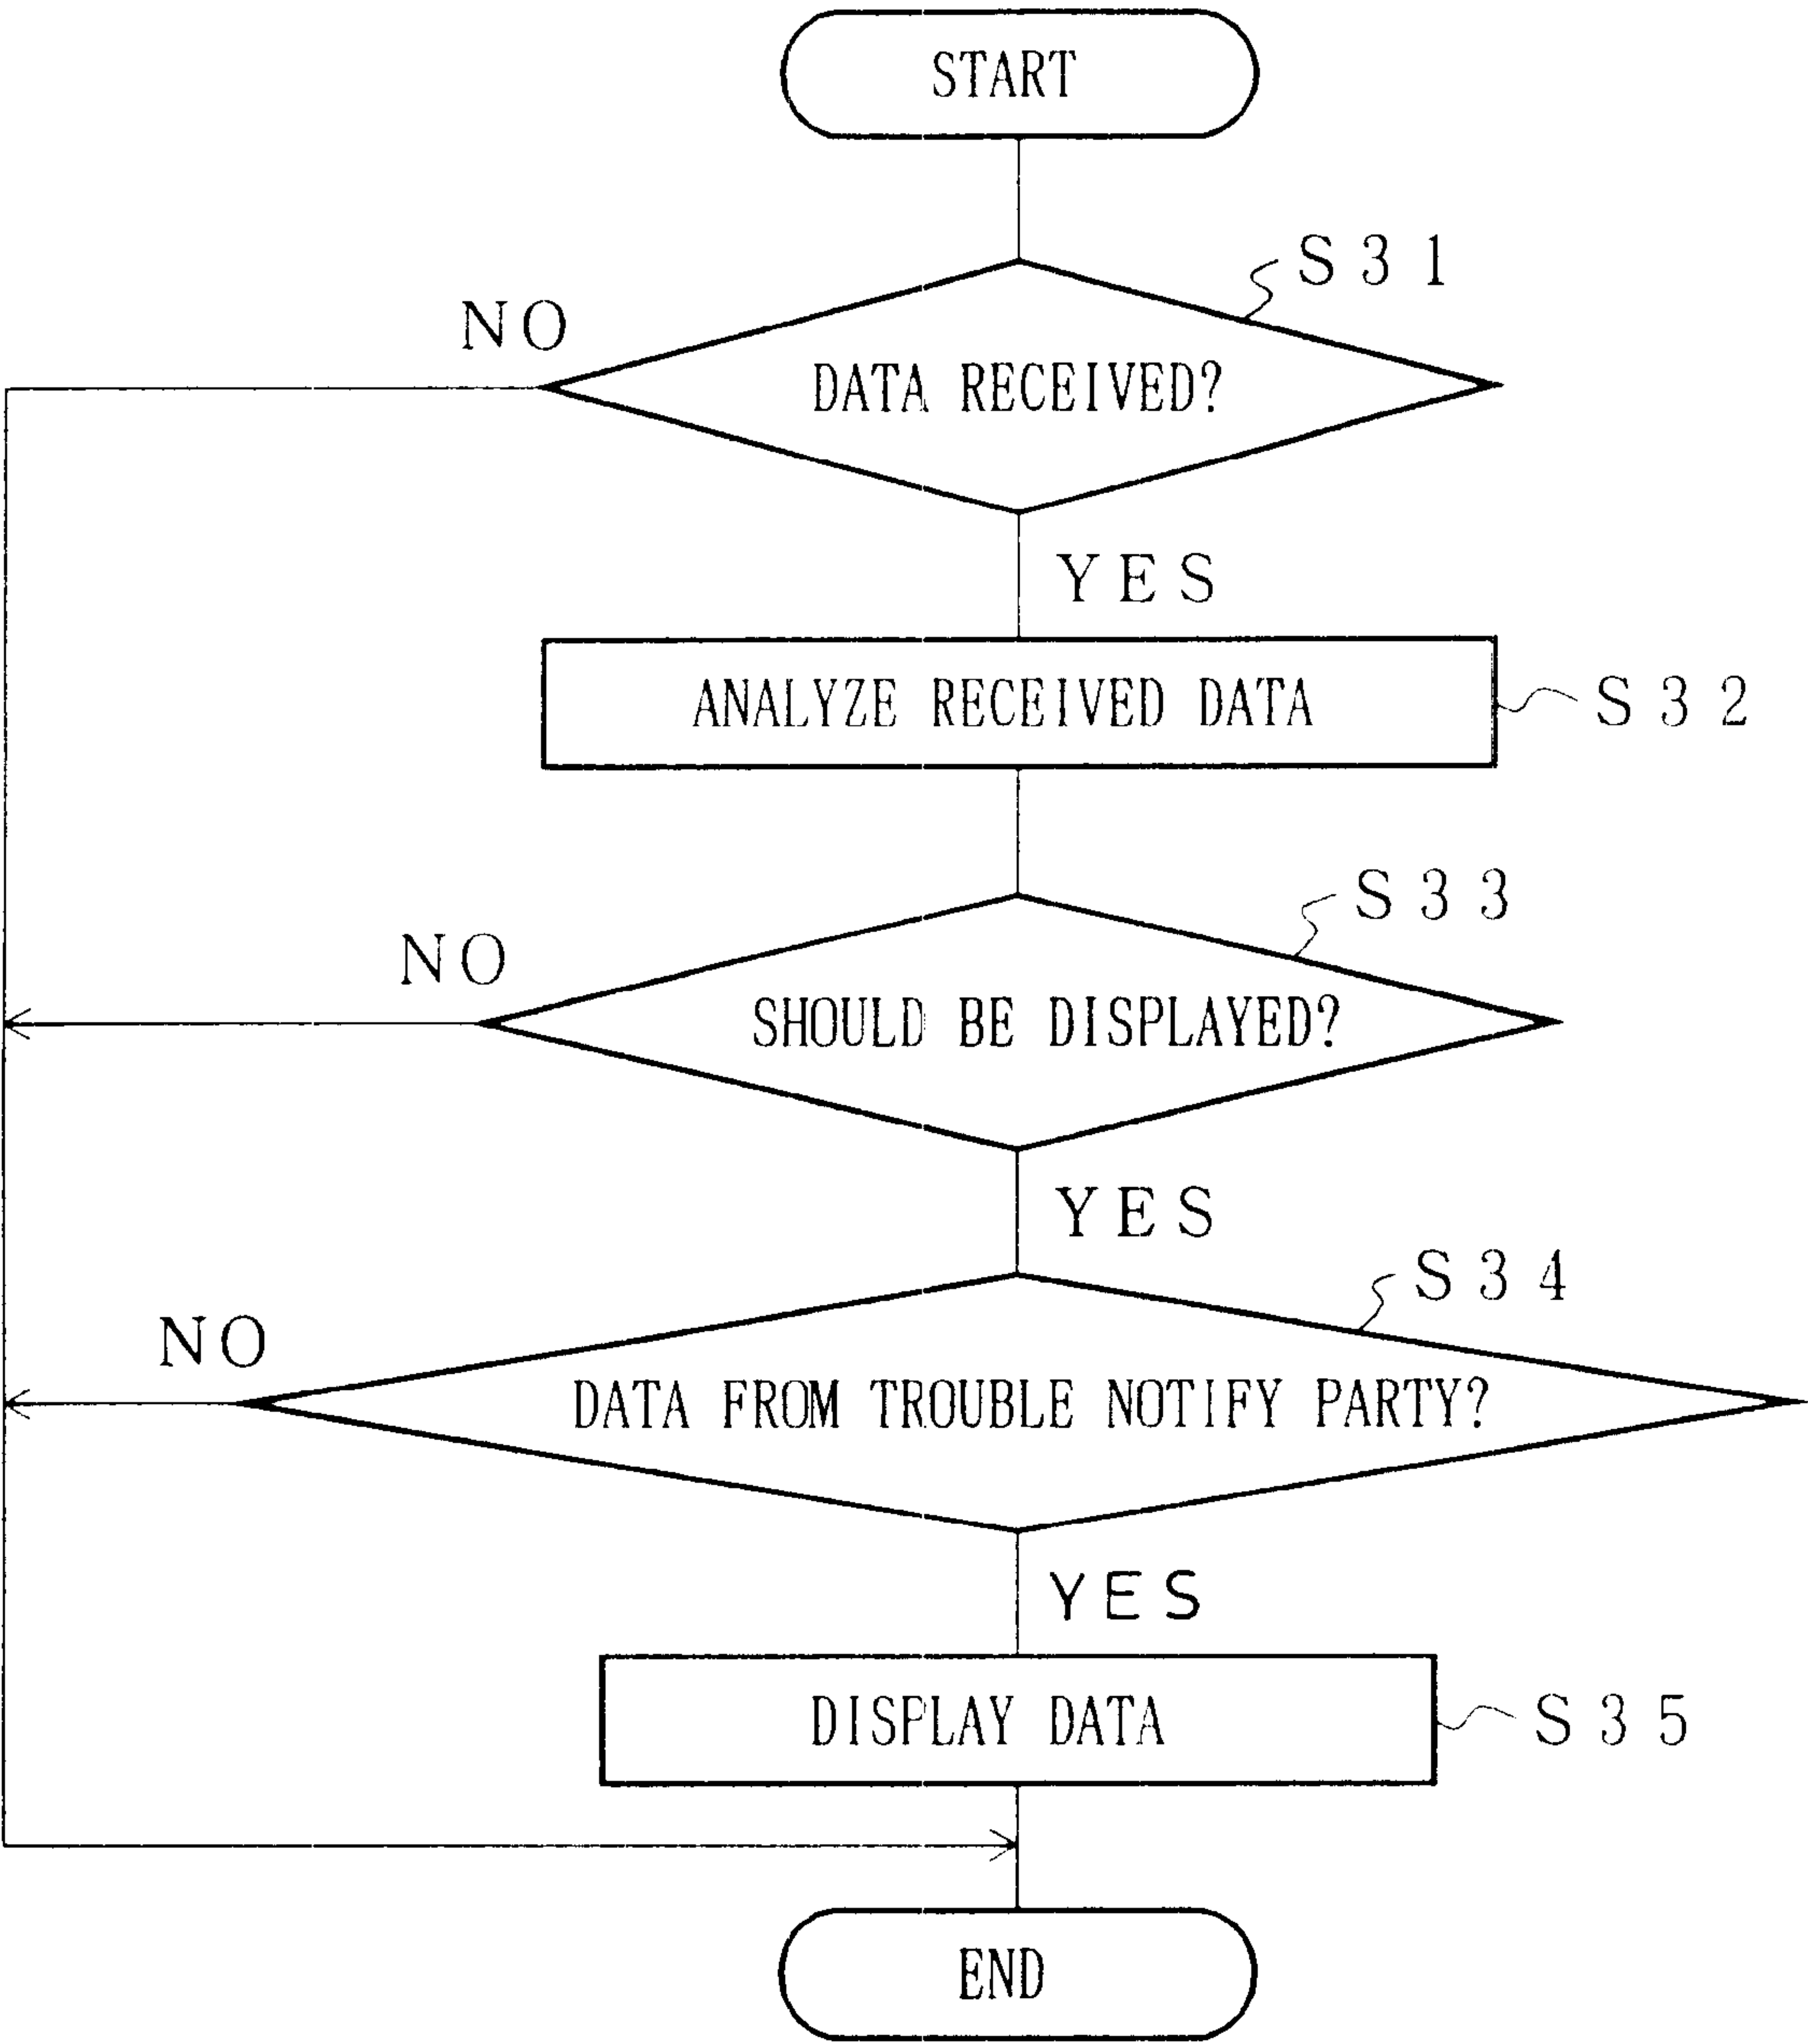 START
S31
NO
DATA RECEIVED?
YES
ANALYZE RECEIVED DATA
S32
S33
NO
SHOULD BE DISPLAYED?
YES
S34
NO
DATA FROM TROUBLE NOTIFY PARTY?
YES
DISPLAY DATA
S35
END